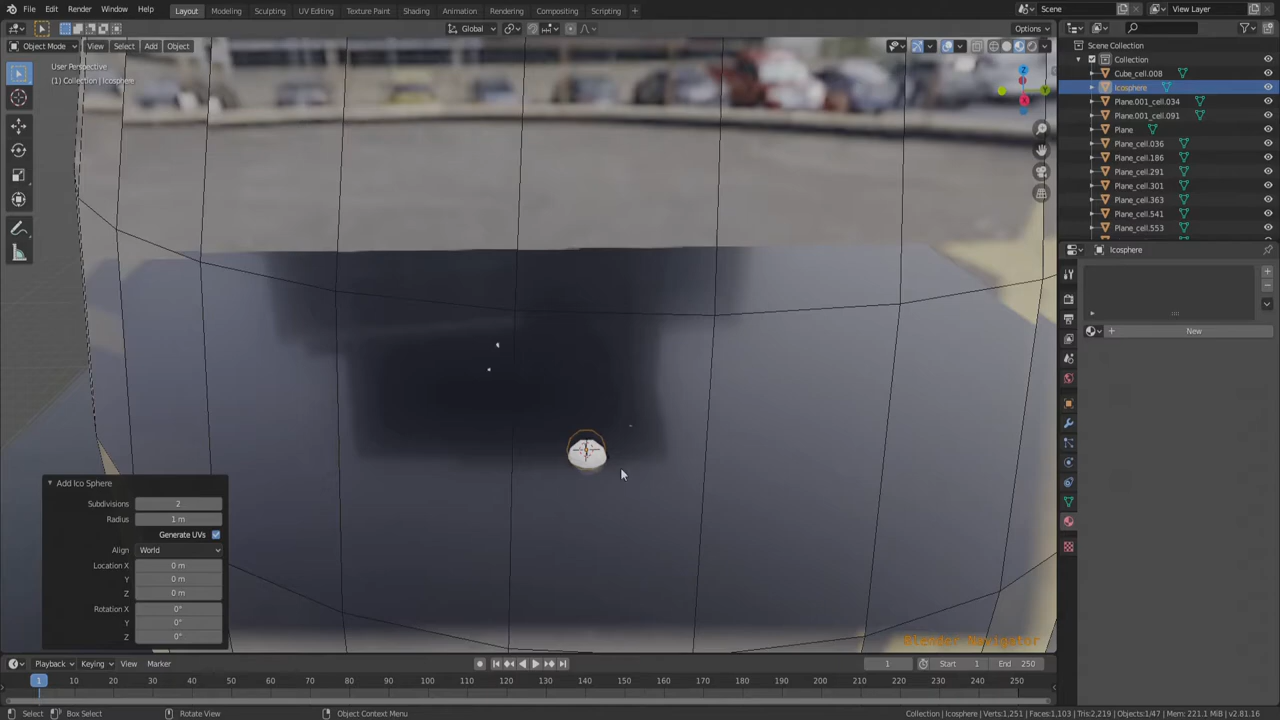 File Edit Render Window Help
Layout Modeling Sculpting UV Editing Texture Paint Shading Animation Rendering Compositing Scripting +
Scene View Layer
Global Options
Object Mode View Select Add Object
User Perspective
(1) Collection | Icosphere
Z
Y
X
Scene Collection
Collection
Cube_cell.008
Icosphere
Plane.001_cell.034
Plane.001_cell.091
Plane
Plane_cell.036
Plane_cell.186
Plane_cell.291
Plane_cell.301
Plane_cell.363
Plane_cell.541
Plane_cell.553
Icosphere
New
Add Ico Sphere
Subdivisions 2
Radius 1 m
Generate UVs
Align World
Location X 0 m
Y 0 m
Z 0 m
Rotation X 0°
Y 0°
Z 0°
Blender Navigator
Playback Keying View Marker 1 Start 1 End 250
1 10 20 30 40 50 60 70 80 90 100 110 120 130 140 150 160 170 180 190 200 210 220 230 240 250
Select Box Select Rotate View Object Context Menu Collection | Icosphere | Verts:1,251 | Faces:1,103 | Tris:2,219 | Objects:1/47 | Mem: 221.1 MiB | v2.81.16